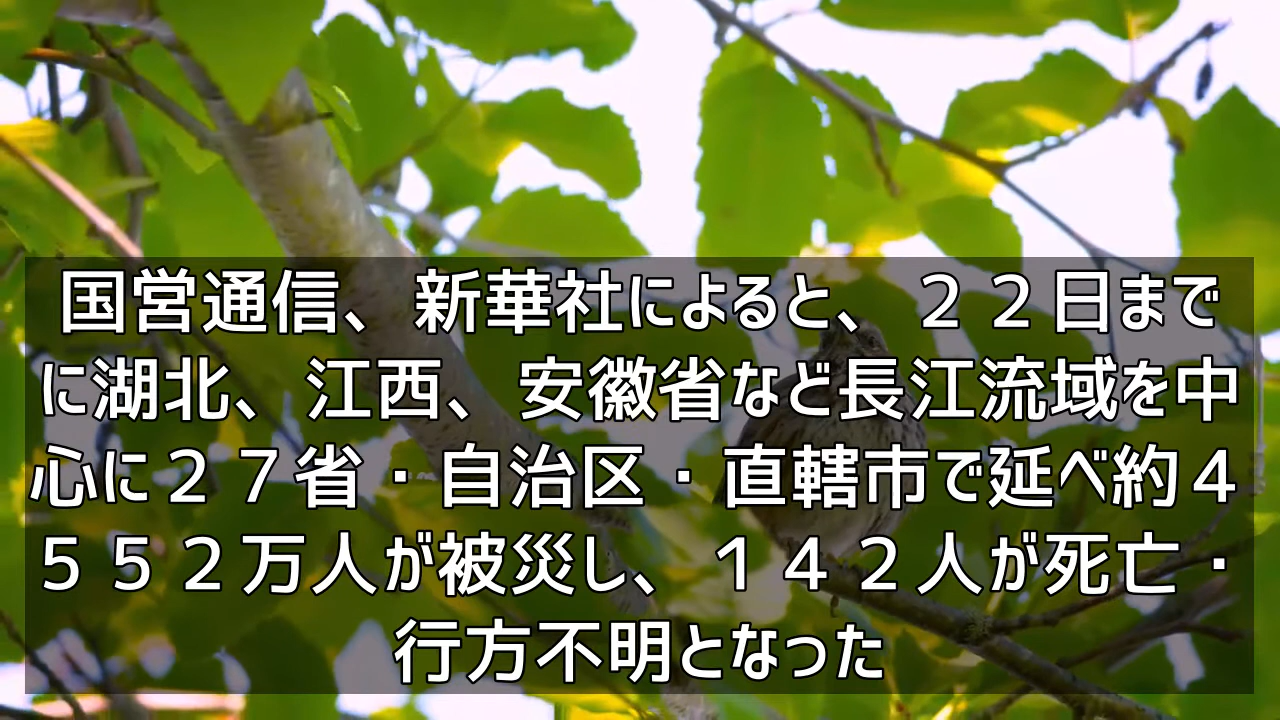 国営通信、新華社によると、２２日まで
に湖北、江西、安徽省など長江流域を中
心に２７省・自治区・直轄市で延べ約４
５５２万人が被災し、１４２人が死亡・
行方不明となった